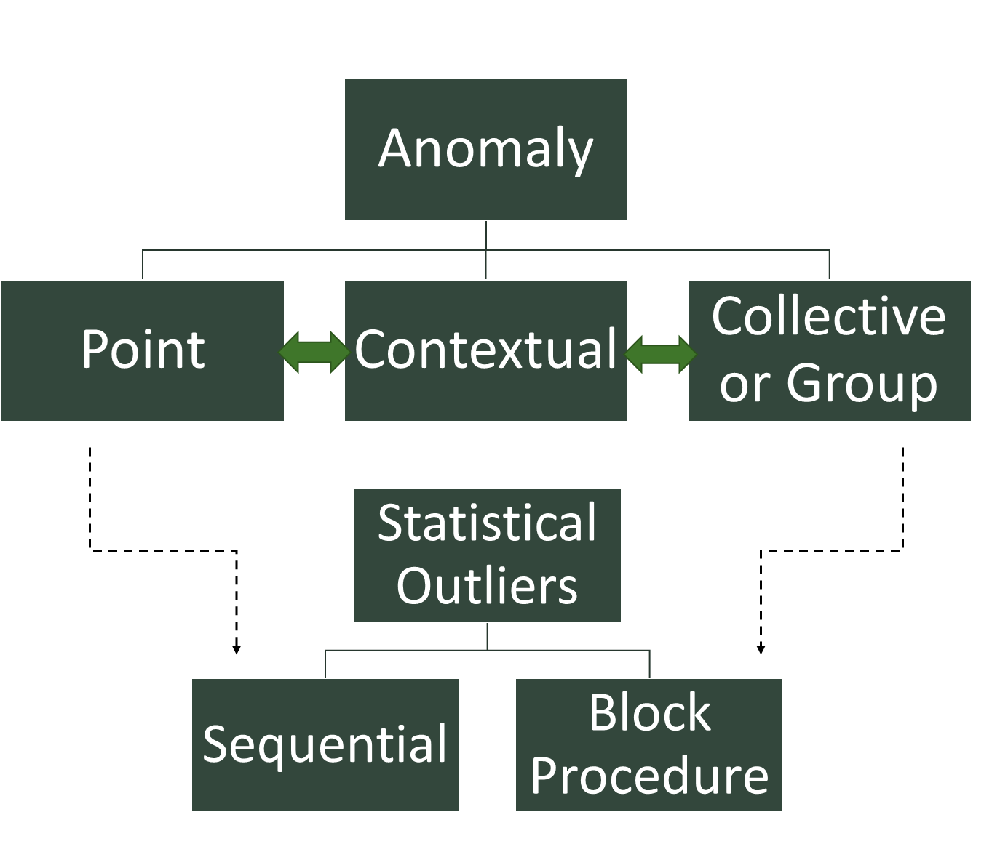 Anomaly
Point
Contextual
Collective
or Group
Statistical
Outliers
Sequential
Block
Procedure